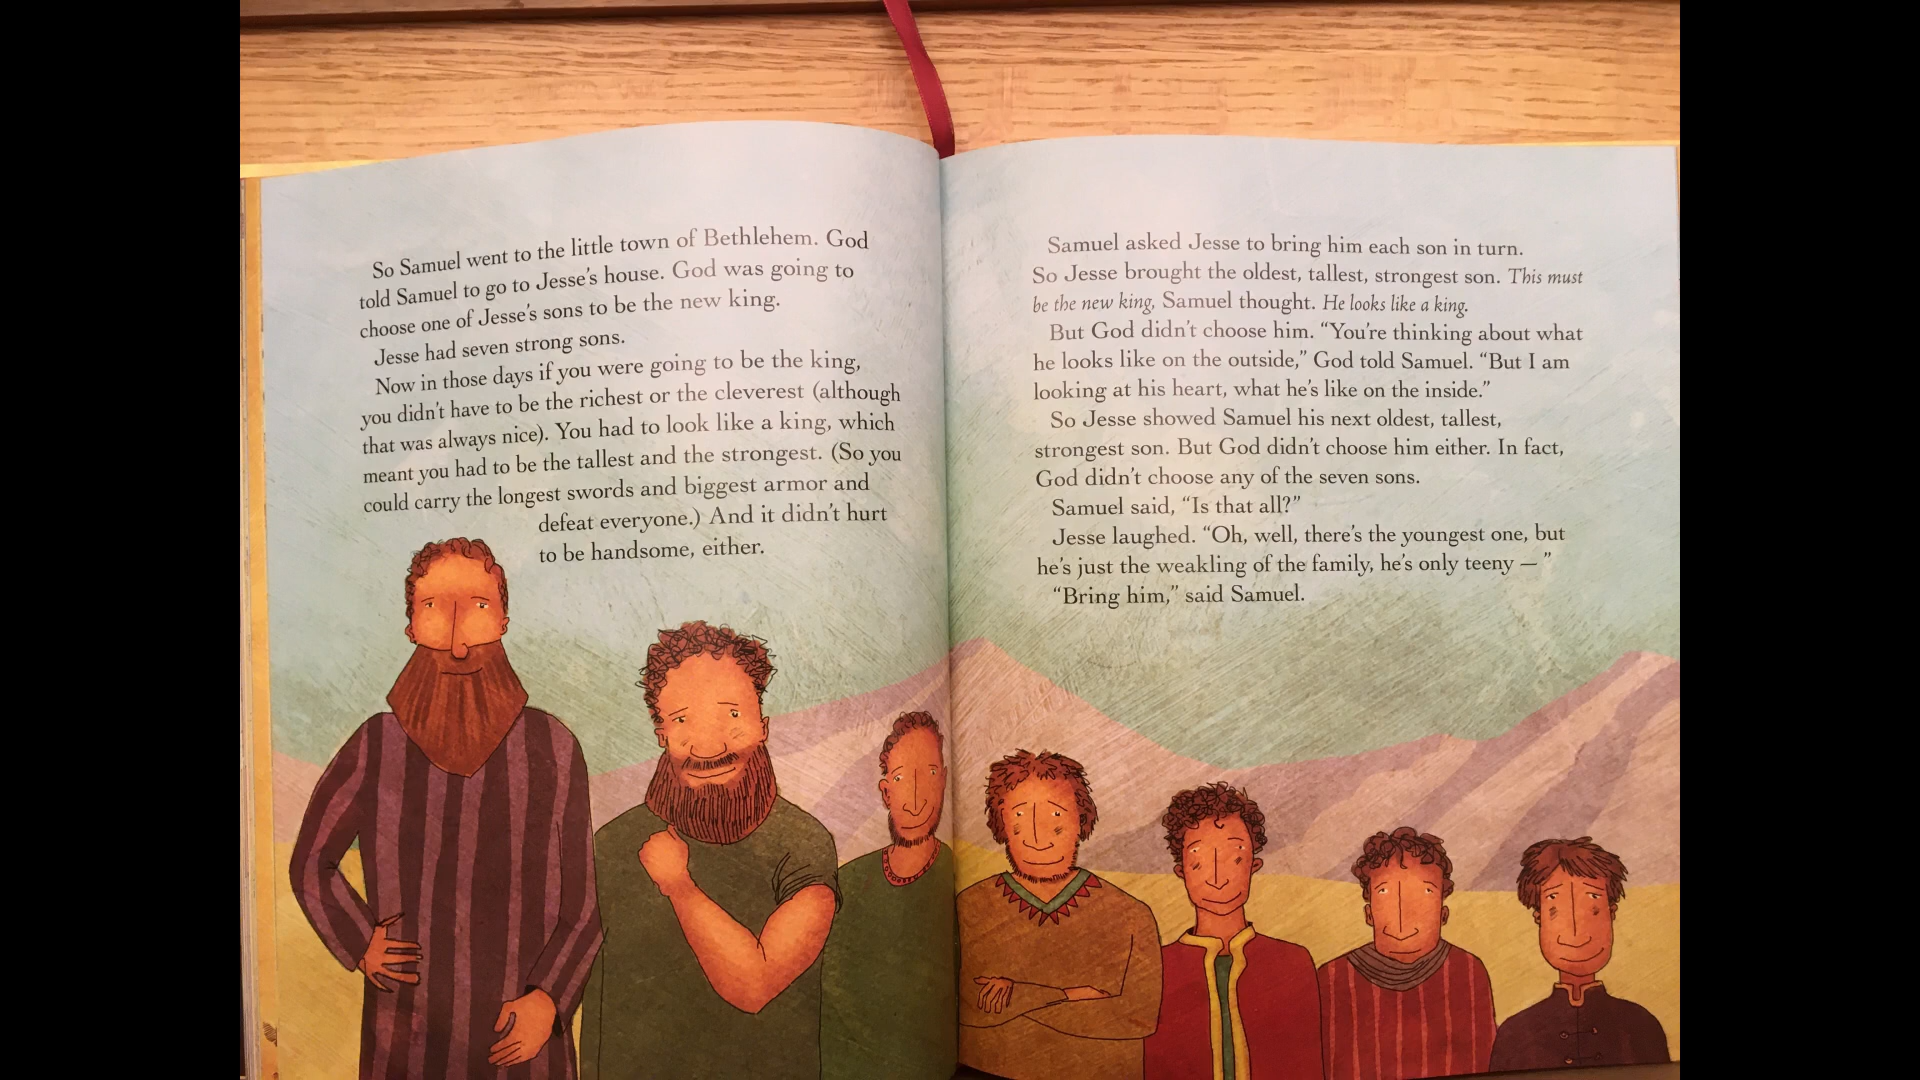 So Samuel went to the little town of Bethlehem. God
told Samuel to go to Jesse's house. God was going to
choose one of Jesse's sons to be the new king.
Jesse had seven strong sons.
Now in those days if you were going to be the king,
you didn't have to be the richest or the cleverest (although
that was always nice). You had to look like a king, which
meant you had to be the tallest and the strongest. (So you
could carry the longest swords and biggest armor and
defeat everyone.) And it didn't hurt
to be handsome, either.
Samuel asked Jesse to bring him each son in turn.
So Jesse brought the oldest, tallest, strongest son. This must
be the new king, Samuel thought. He looks like a king.
But God didn't choose him. “You're thinking about what
he looks like on the outside,” God told Samuel. “But I am
looking at his heart, what he's like on the inside.”
So Jesse showed Samuel his next oldest, tallest,
strongest son. But God didn't choose him either. In fact,
God didn't choose any of the seven sons.
Samuel said, “Is that all?”
Jesse laughed. “Oh, well, there's the youngest one, but
he's just the weakling of the family, he's only teeny — ”
“Bring him,” said Samuel.